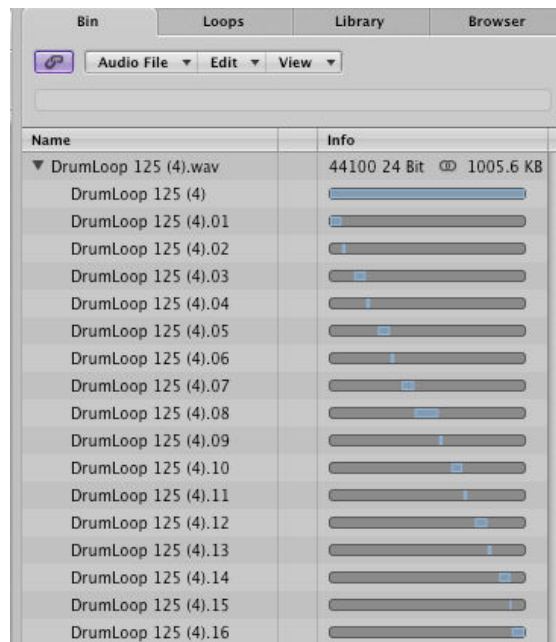 Bin Loops Library Browser
Audio File Edit View
Name Info
DrumLoop 125 (4).wav 44100 24 Bit 1005.6 KB
DrumLoop 125 (4)
DrumLoop 125 (4).01
DrumLoop 125 (4).02
DrumLoop 125 (4).03
DrumLoop 125 (4).04
DrumLoop 125 (4).05
DrumLoop 125 (4).06
DrumLoop 125 (4).07
DrumLoop 125 (4).08
DrumLoop 125 (4).09
DrumLoop 125 (4).10
DrumLoop 125 (4).11
DrumLoop 125 (4).12
DrumLoop 125 (4).13
DrumLoop 125 (4).14
DrumLoop 125 (4).15
DrumLoop 125 (4).16